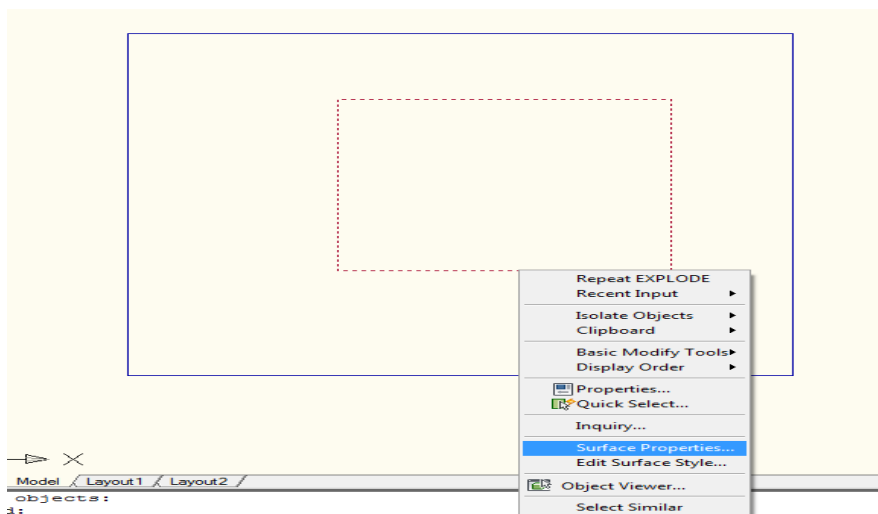 Repeat EXPLODE
Recent Input
Isolate Objects
Clipboard
Basic Modify Tools
Display Order
Properties...
Quick Select...
Inquiry...
Surface Properties...
Edit Surface Style...
Object Viewer...
Select Similar
X
Model / Layout1 / Layout2 /
objects:
d: